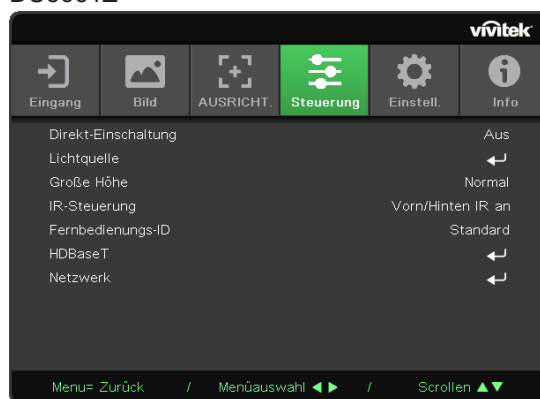 vivitek
Eingang Bild AUSRICHT. Steuerung Einstell. Info
Direkt-Einschaltung Aus
Lichtquelle
Große Höhe Normal
IR-Steuerung Vorn/Hinten IR an
Fernbedienungs-ID Standard
HDBaseT
Netzwerk
Menu= Zurück / Menüauswahl ◀ ▶ / Scrollen ▲▼